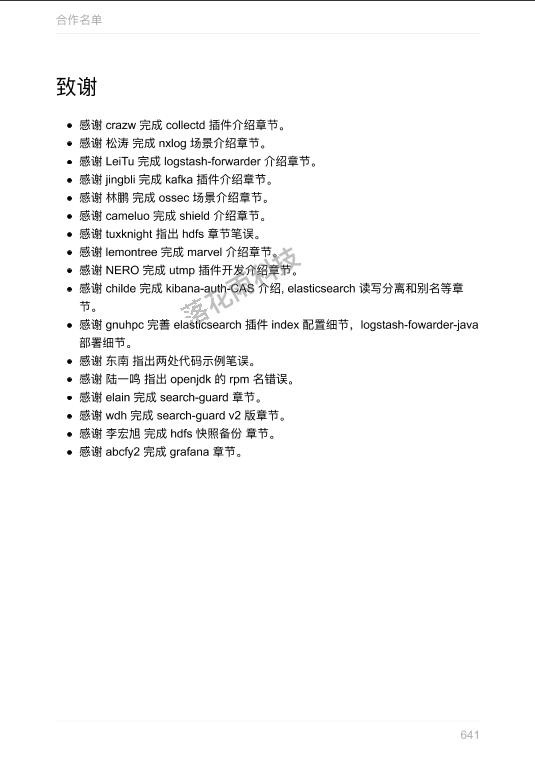 合作名单
致谢
• 感谢 crazw 完成 collectd 插件介绍章节。
• 感谢 松涛 完成 nxlog 场景介绍章节。
• 感谢 LeiTu 完成 logstash-forwarder 介绍章节。
• 感谢 jingbli 完成 kafka 插件介绍章节。
• 感谢 林鹏 完成 ossec 场景介绍章节。
• 感谢 cameluo 完成 shield 介绍章节。
• 感谢 tuxknight 指出 hdfs 章节笔误。
• 感谢 lemontree 完成 marvel 介绍章节。
• 感谢 NERO 完成 utmp 插件开发介绍章节。
• 感谢 childe 完成 kibana-auth-CAS 介绍, elasticsearch 读写分离和别名等章
节。
• 感谢 gnuhpc 完善 elasticsearch 插件 index 配置细节，logstash-fowarder-java
部署细节。
• 感谢 东南 指出两处代码示例笔误。
• 感谢 陆一鸣 指出 openjdk 的 rpm 名错误。
• 感谢 elain 完成 search-guard 章节。
• 感谢 wdh 完成 search-guard v2 版章节。
• 感谢 李宏旭 完成 hdfs 快照备份 章节。
• 感谢 abcfy2 完成 grafana 章节。
落花雨科技
641